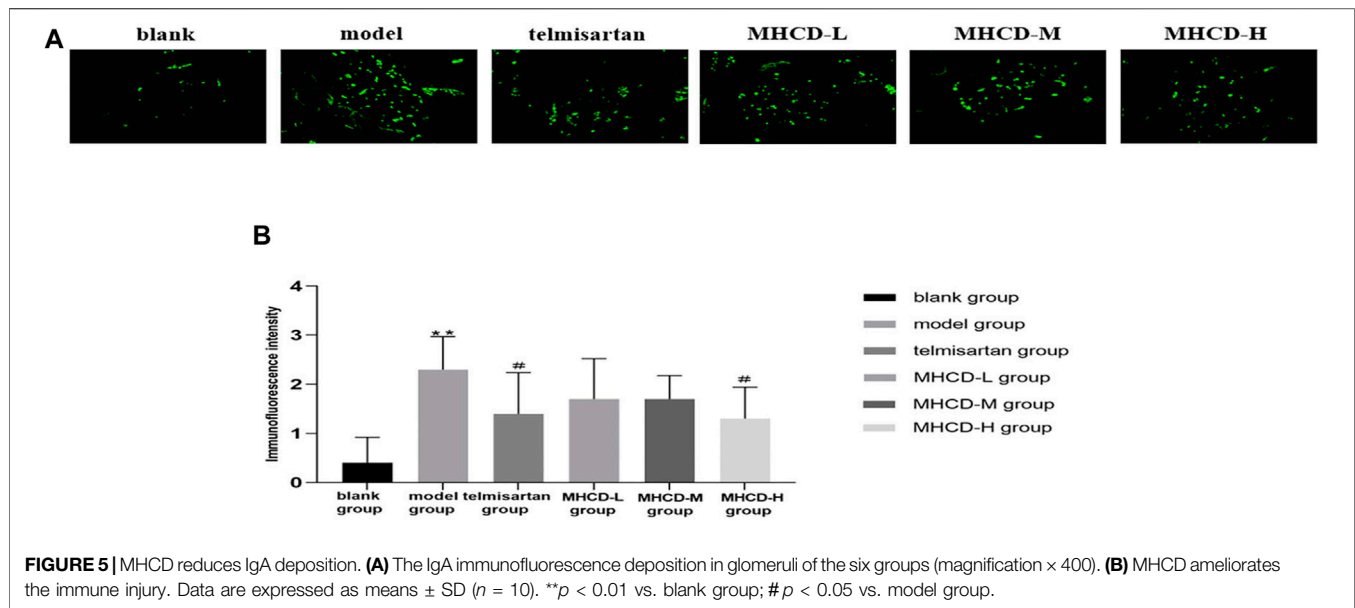 A
blank model telmisartan MHCD-L MHCD-M MHCD-H
B
Immunofluorescence intensity
4
3
2
1
0
** # #
blank group
model group
telmisartan group
MHCD-L group
MHCD-M group
MHCD-H group
blank group
model group
telmisartan group
MHCD-L group
MHCD-M group
MHCD-H group
FIGURE 5 | MHCD reduces IgA deposition. (A) The IgA immunofluorescence deposition in glomeruli of the six groups (magnification × 400). (B) MHCD ameliorates
the immune injury. Data are expressed as means ± SD (n = 10). **p < 0.01 vs. blank group; # p < 0.05 vs. model group.